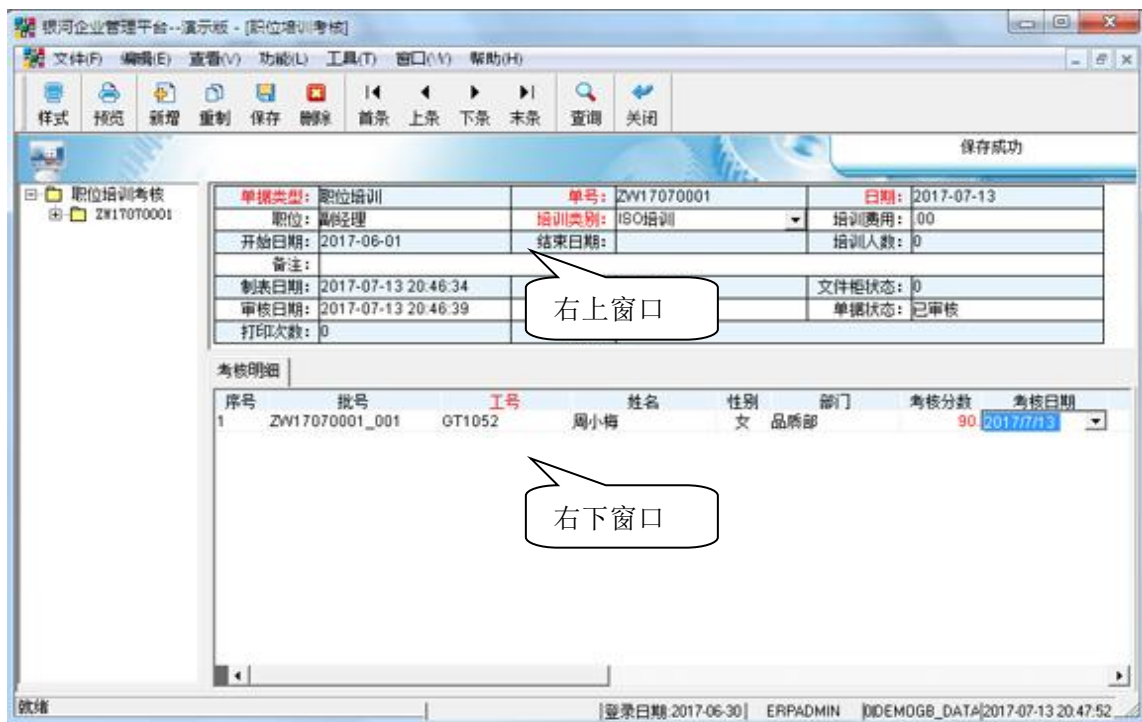 银河企业管理平台--演示版 - [职位培训考核]
文件(F) 编辑(E) 查看(V) 功能(L) 工具(T) 窗口(W) 帮助(H)
样式 预览 新增 重制 保存 删除 首条 上条 下条 末条 查询 关闭
保存成功
职位培训考核
ZW17070001
单据类型: 职位培训 单号: ZW17070001 日期: 2017-07-13
职位: 副经理 培训类别: ISO培训 培训费用: .00
开始日期: 2017-06-01 结束日期: 培训人数: 0
备注:
制表日期: 2017-07-13 20:46:34 文件柜状态: 0
审核日期: 2017-07-13 20:46:39 单据状态: 已审核
打印次数: 0
右上窗口
考核明细
序号 批号 工号 姓名 性别 部门 考核分数 考核日期
1 ZW17070001_001 GT1052 周小梅 女 品质部 90. 2017/7/13
右下窗口
就绪 登录日期:2017-06-30 ERPADMIN 2017-07-13 20:47:52